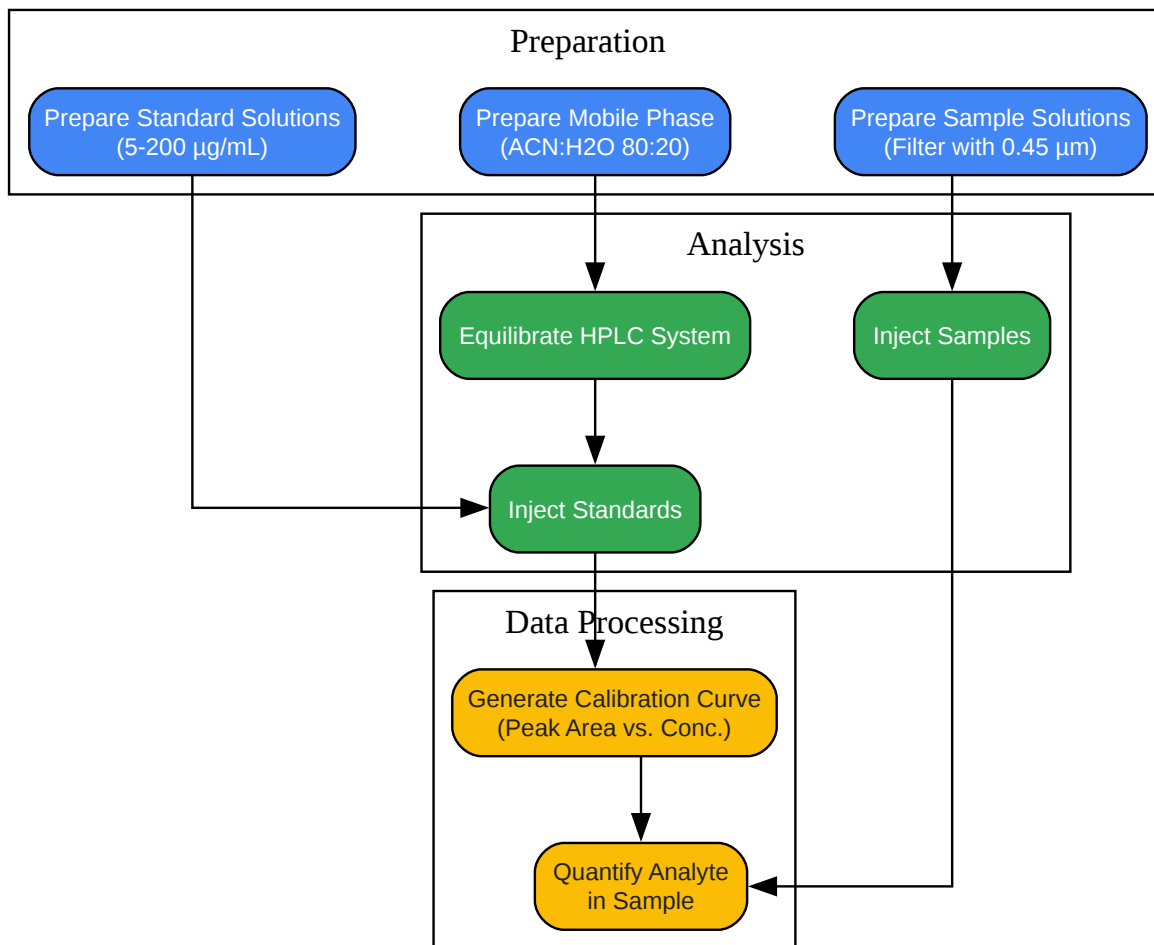 Preparation
Prepare Standard Solutions
(5-200 µg/mL)
Prepare Mobile Phase
(ACN:H2O 80:20)
Prepare Sample Solutions
(Filter with 0.45 µm)
Analysis
Equilibrate HPLC System
Inject Samples
Inject Standards
Data Processing
Generate Calibration Curve
(Peak Area vs. Conc.)
Quantify Analyte
in Sample